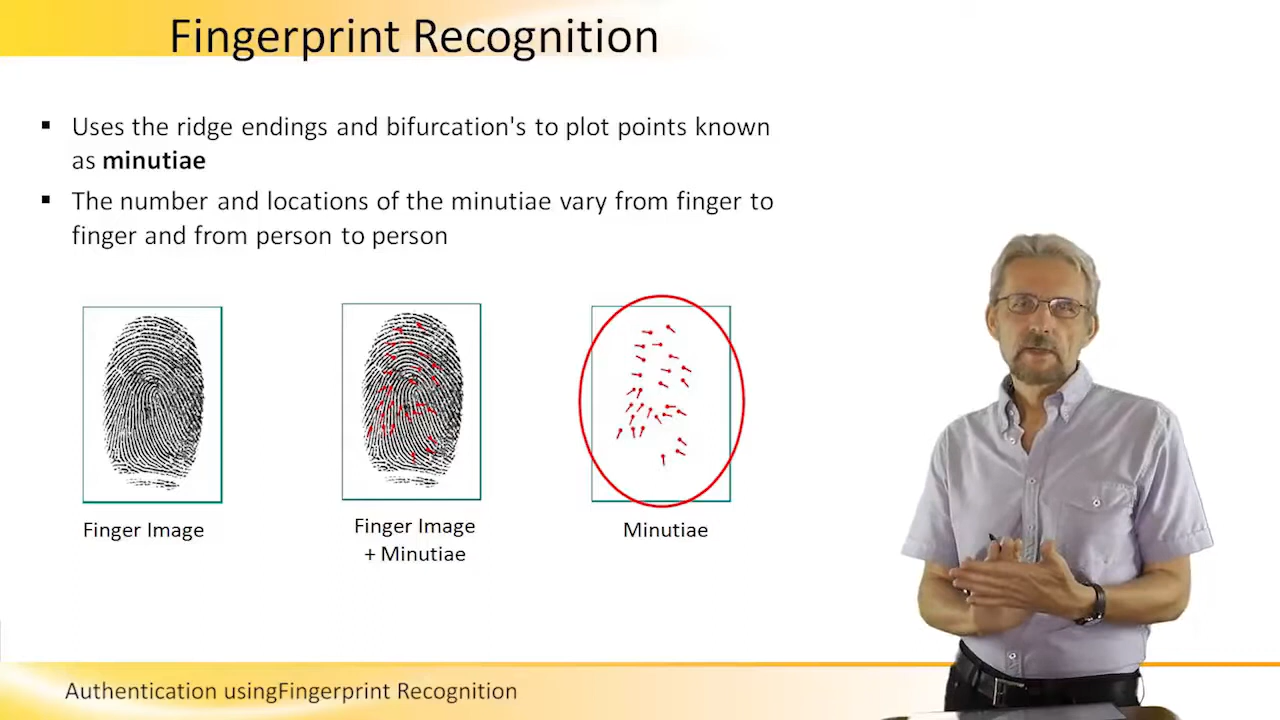 Fingerprint Recognition
▪ Uses the ridge endings and bifurcation's to plot points known
as minutiae
▪ The number and locations of the minutiae vary from finger to
finger and from person to person
Finger Image
Finger Image
+ Minutiae
Minutiae
Authentication usingFingerprint Recognition